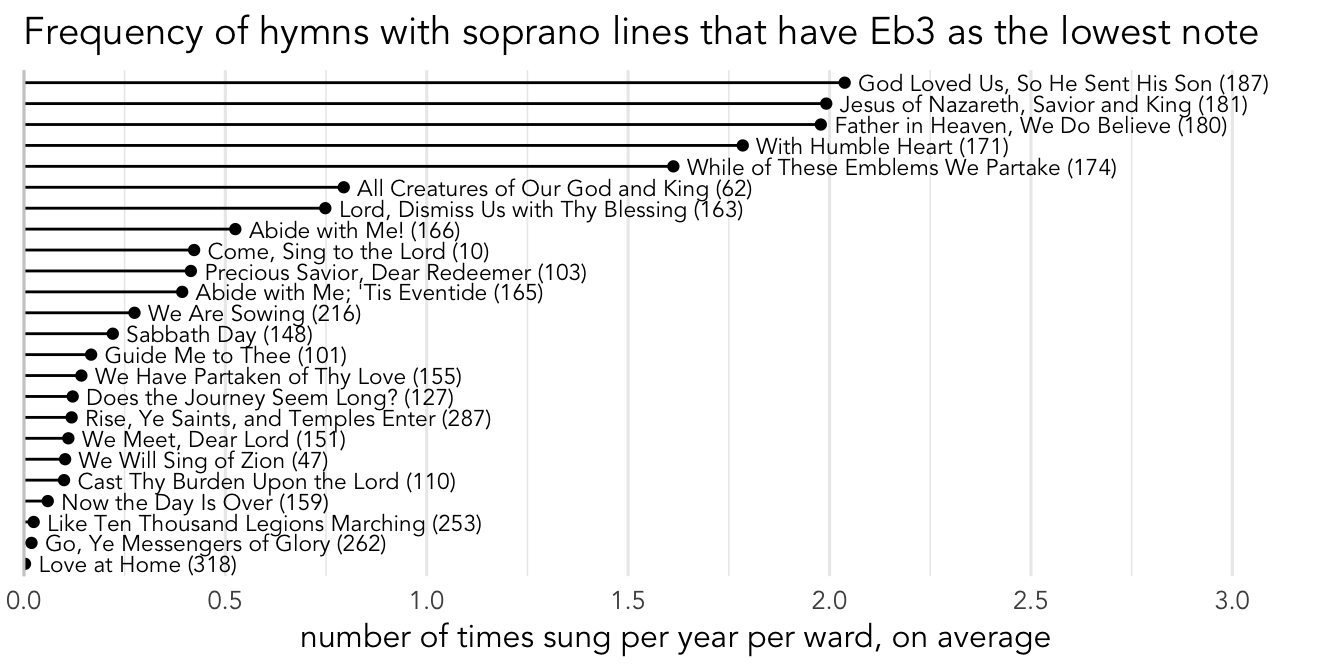 Frequency of hymns with soprano lines that have Eb3 as the lowest note
God Loved Us, So He Sent His Son (187)
Jesus of Nazareth, Savior and King (181)
Father in Heaven, We Do Believe (180)
With Humble Heart (171)
While of These Emblems We Partake (174)
All Creatures of Our God and King (62)
Lord, Dismiss Us with Thy Blessing (163)
Abide with Me! (166)
Come, Sing to the Lord (10)
Precious Savior, Dear Redeemer (103)
Abide with Me; 'Tis Eventide (165)
We Are Sowing (216)
Sabbath Day (148)
Guide Me to Thee (101)
We Have Partaken of Thy Love (155)
Does the Journey Seem Long? (127)
Rise, Ye Saints, and Temples Enter (287)
We Meet, Dear Lord (151)
We Will Sing of Zion (47)
Cast Thy Burden Upon the Lord (110)
Now the Day Is Over (159)
Like Ten Thousand Legions Marching (253)
Go, Ye Messengers of Glory (262)
Love at Home (318)
0.0 0.5 1.0 1.5 2.0 2.5 3.0
number of times sung per year per ward, on average